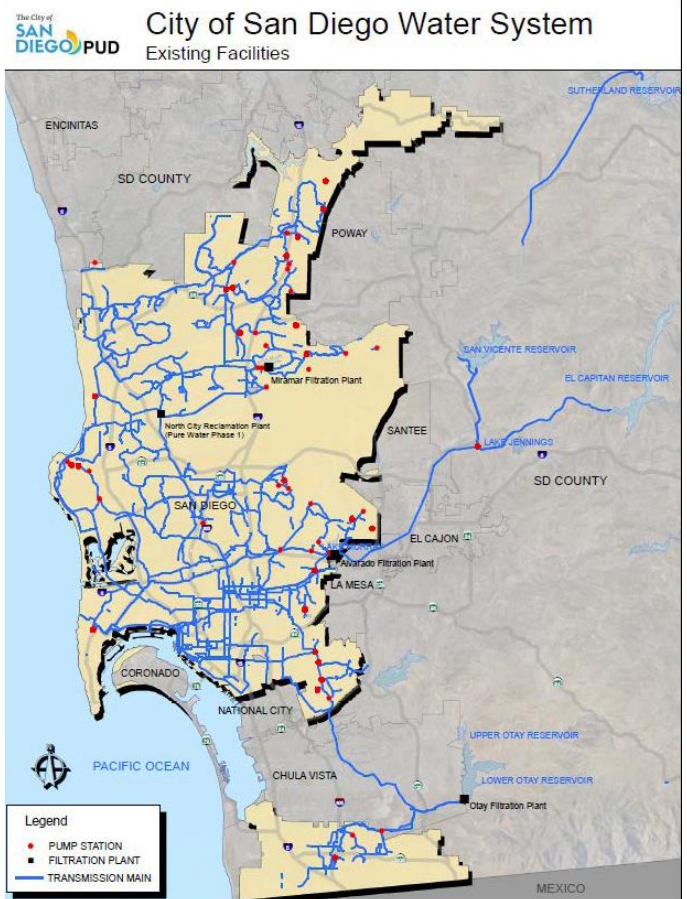 The City of
SAN
DIEGO PUD
City of San Diego Water System
Existing Facilities
SUTHERLAND RESERVOIR
ENCINITAS
SD COUNTY
POWAY
SAN VICENTE RESERVOIR
EL CAPITAN RESERVOIR
Miramar Filtration Plant
North City Reclamation Plant
(Pure Water Phase 1)
SANTEE
LAKE JENNINGS
SD COUNTY
SAN DIEGO
EL CAJON
Alvarado Filtration Plant
LA MESA
CORONADO
NATIONAL CITY
UPPER OTAY RESERVOIR
PACIFIC OCEAN
CHULA VISTA
LOWER OTAY RESERVOIR
Otay Filtration Plant
Legend
PUMP STATION
FILTRATION PLANT
TRANSMISSION MAIN
MEXICO